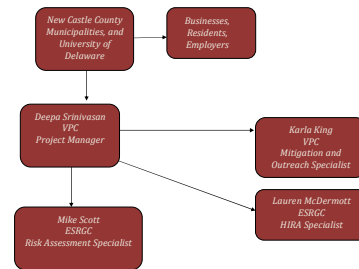 New Castle County
Municipalities, and
University of
Delaware
Businesses,
Residents,
Employers
Deepa Srinivasan
VPC
Project Manager
Karla King
VPC
Mitigation and
Outreach Specialist
Lauren McDermott
ESRGC
HIRA Specialist
Mike Scott
ESRGC
Risk Assessment Specialist